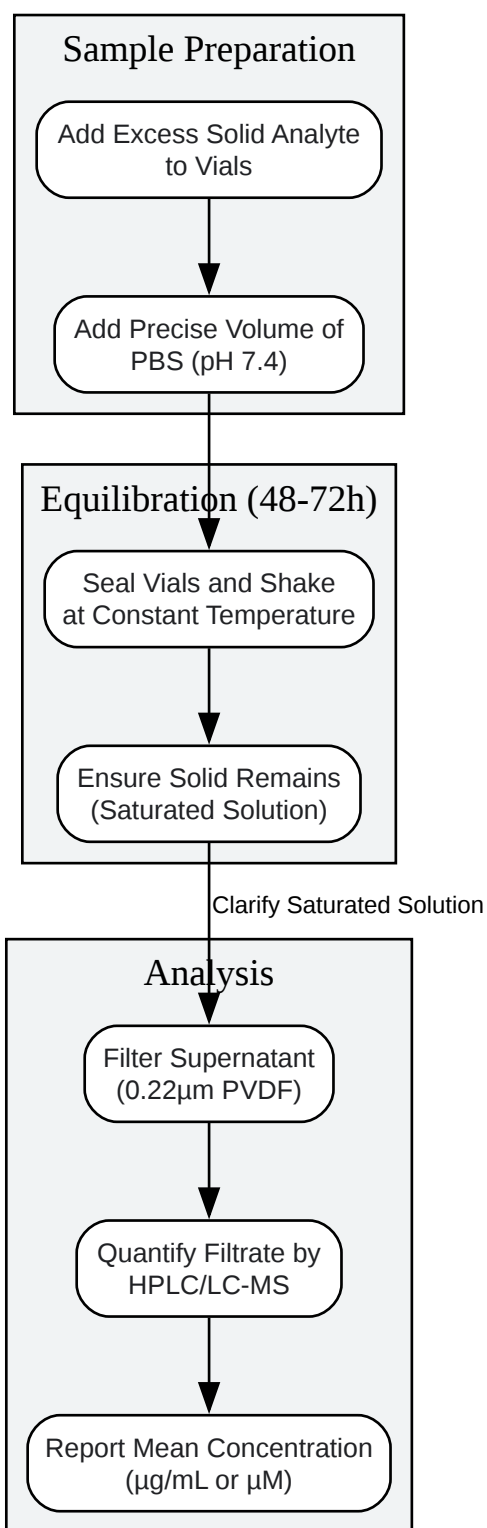 Sample Preparation
Add Excess Solid Analyte
to Vials
Add Precise Volume of
PBS (pH 7.4)
Equilibration (48-72h)
Seal Vials and Shake
at Constant Temperature
Ensure Solid Remains
(Saturated Solution)
Clarify Saturated Solution
Analysis
Filter Supernatant
(0.22µm PVDF)
Quantify Filtrate by
HPLC/LC-MS
Report Mean Concentration
(µg/mL or µM)